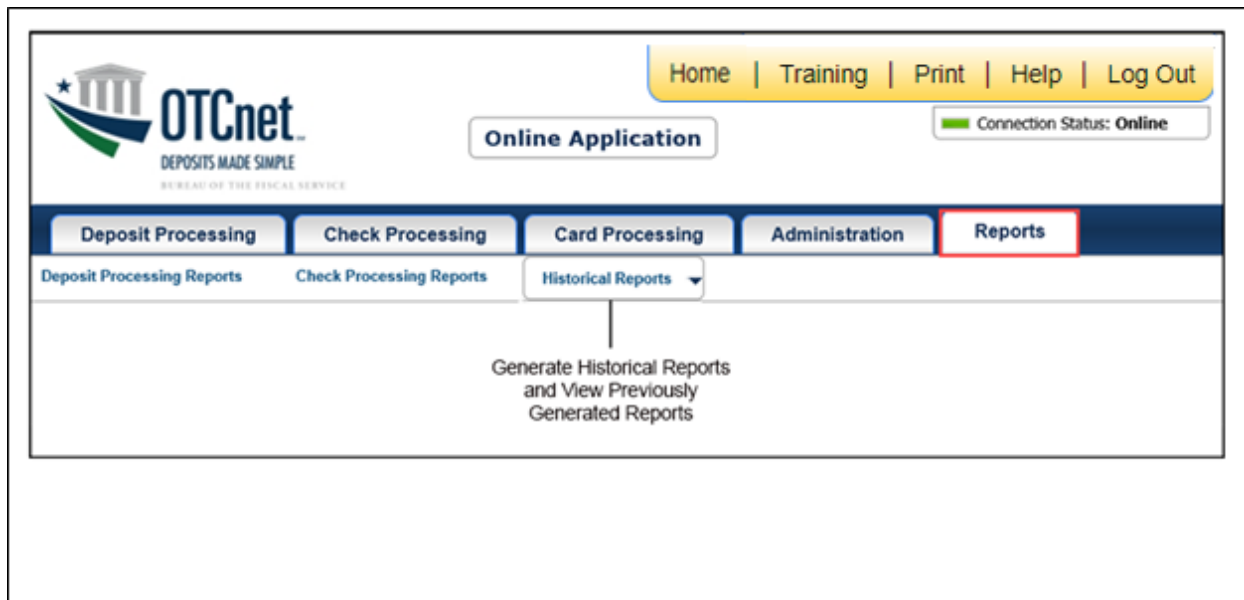 Home | Training | Print | Help | Log Out
OTCnet™
DEPOSITS MADE SIMPLE
BUREAU OF THE FISCAL SERVICE
Online Application
Connection Status: Online
Deposit Processing
Check Processing
Card Processing
Administration
Reports
Deposit Processing Reports
Check Processing Reports
Historical Reports
Generate Historical Reports
and View Previously
Generated Reports